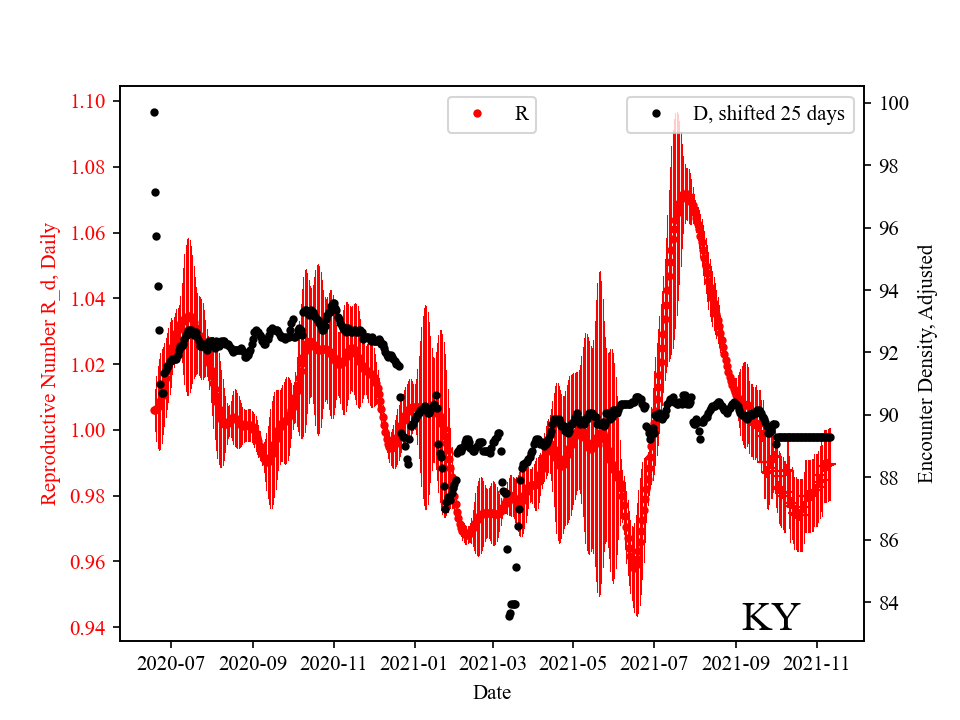 R
D, shifted 25 days
1.10
1.08
1.06
1.04
1.02
1.00
0.98
0.96
0.94
Reproductive Number R_d, Daily
100
98
96
94
92
90
88
86
84
Encounter Density, Adjusted
KY
2020-07 2020-09 2020-11 2021-01 2021-03 2021-05 2021-07 2021-09 2021-11
Date